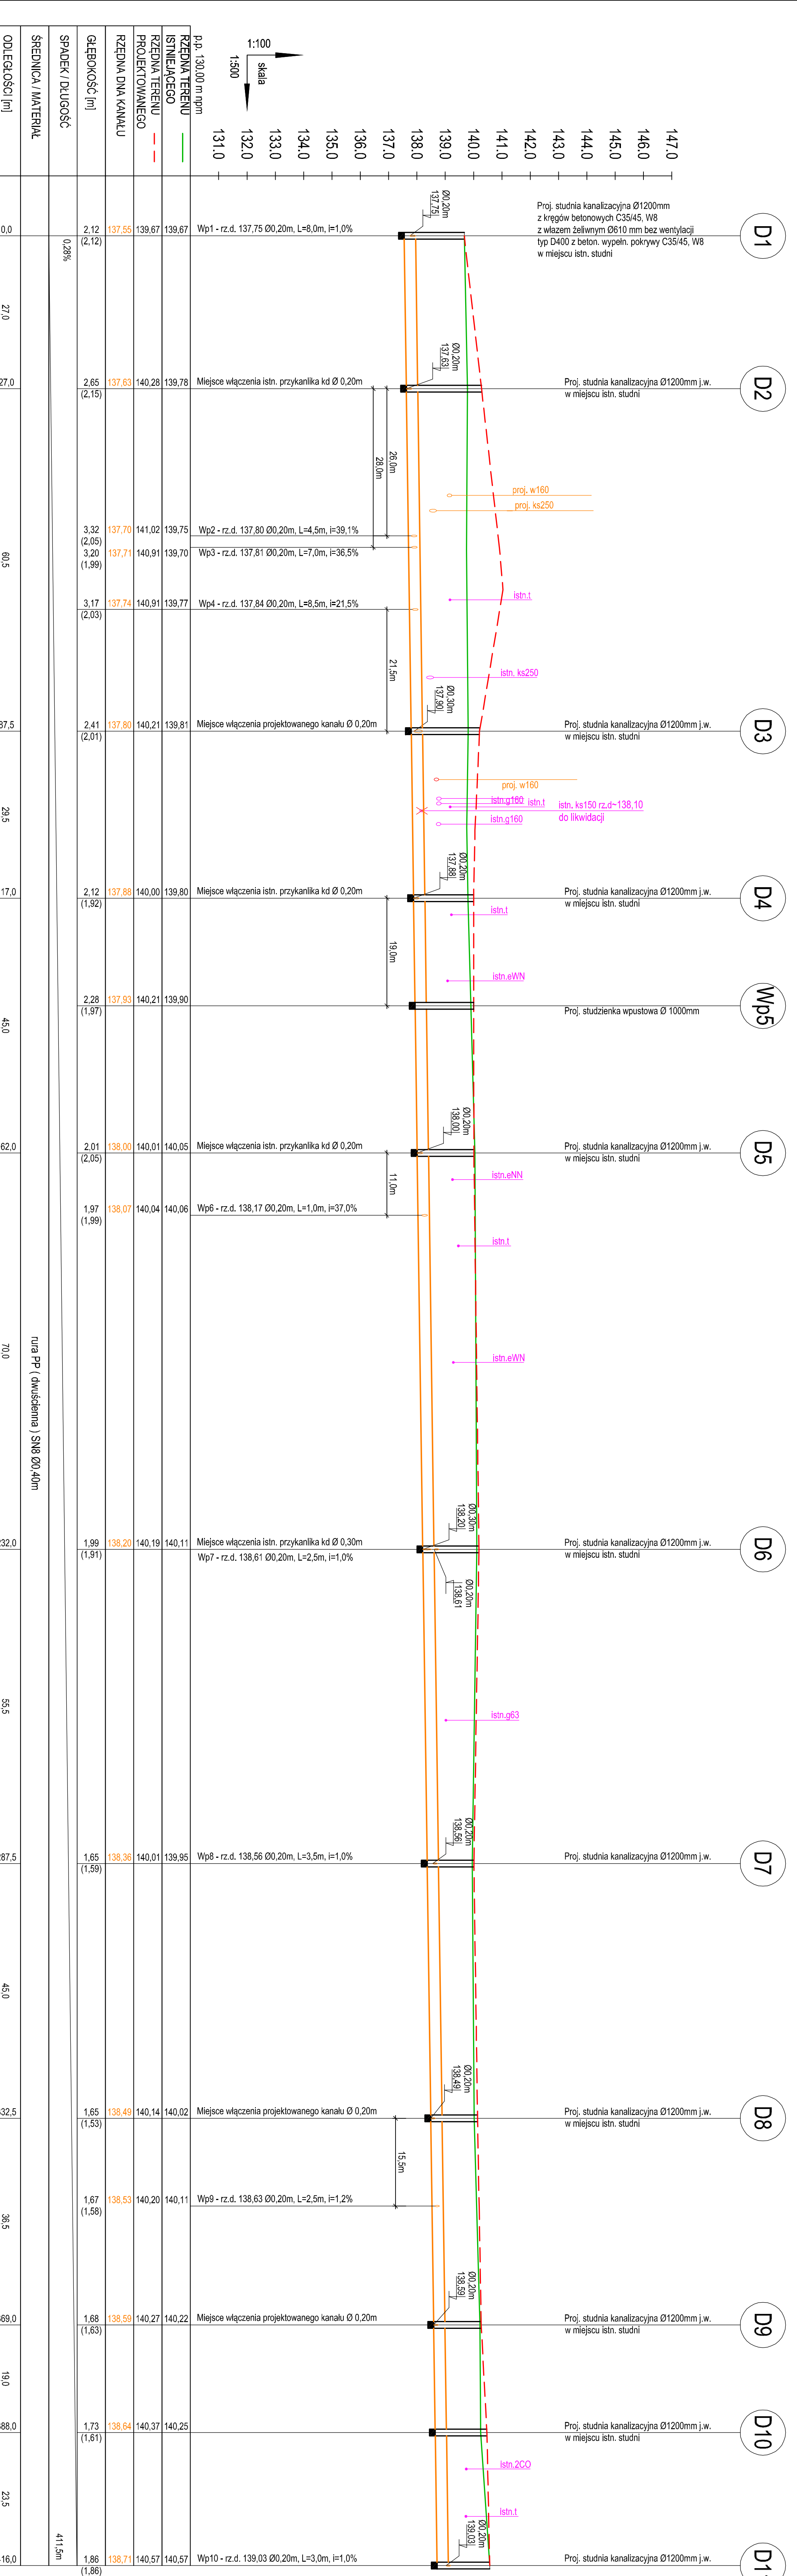 D1
D2
D3
D4
Wp5
D5
D6
D7
D8
D9
D10
Proj. studnia kanalizacyjna Ø1200mm
z kręgów betonowych C35/45, W8
z włazem żeliwnym Ø610 mm bez wentylacji
typ D400 z beton. wypełn. pokrywy C35/45, W8
w miejscu istn. studni
Proj. studnia kanalizacyjna Ø1200mm j.w.
w miejscu istn. studni
Proj. studnia kanalizacyjna Ø1200mm j.w.
w miejscu istn. studni
Proj. studnia kanalizacyjna Ø1200mm j.w.
w miejscu istn. studni
Proj. studzienka wpustowa Ø 1000mm
Proj. studnia kanalizacyjna Ø1200mm j.w.
w miejscu istn. studni
Proj. studnia kanalizacyjna Ø1200mm j.w.
w miejscu istn. studni
Proj. studnia kanalizacyjna Ø1200mm j.w.
Proj. studnia kanalizacyjna Ø1200mm j.w.
w miejscu istn. studni
Proj. studnia kanalizacyjna Ø1200mm j.w.
w miejscu istn. studni
Proj. studnia kanalizacyjna Ø1200mm j.w.
w miejscu istn. studni
Proj. studnia kanalizacyjna Ø1200mm j.w.
147.0
146.0
145.0
144.0
143.0
142.0
141.0
140.0
139.0
138.0
137.0
136.0
135.0
134.0
133.0
132.0
131.0
skala
1:100
1:500
proj. w160
proj. ks250
istn.t
istn. ks250
proj. w160
istn.g160
istn.t
istn. ks150 rz.d~138,10
do likwidacji
istn.g160
istn.t
istn.eWN
istn.eNN
istn.t
istn.eWN
istn.g63
istn.2CO
istn.t
Ø0,20m
137,75
Ø0,20m
137,63
Ø0,30m
137,90
Ø0,20m
137,88
Ø0,20m
138,00
Ø0,30m
138,20
Ø0,20m
138,61
Ø0,20m
138,56
Ø0,20m
138,49
Ø0,20m
138,59
Ø0,20m
139,03
26,0m
28,0m
21,5m
19,0m
11,0m
15,5m
p.p. 130.00 m npm
Wp1 - rz.d. 137,75 Ø0,20m, L=8,0m, i=1,0%
Miejsce włączenia istn. przykanlika kd Ø 0,20m
Wp2 - rz.d. 137,80 Ø0,20m, L=4,5m, i=39,1%
Wp3 - rz.d. 137,81 Ø0,20m, L=7,0m, i=36,5%
Wp4 - rz.d. 137,84 Ø0,20m, L=8,5m, i=21,5%
Miejsce włączenia projektowanego kanału Ø 0,20m
Miejsce włączenia istn. przykanlika kd Ø 0,20m
Miejsce włączenia istn. przykanlika kd Ø 0,20m
Wp6 - rz.d. 138,17 Ø0,20m, L=1,0m, i=37,0%
Miejsce włączenia istn. przykanlika kd Ø 0,30m
Wp7 - rz.d. 138,61 Ø0,20m, L=2,5m, i=1,0%
Wp8 - rz.d. 138,56 Ø0,20m, L=3,5m, i=1,0%
Miejsce włączenia projektowanego kanału Ø 0,20m
Wp9 - rz.d. 138,63 Ø0,20m, L=2,5m, i=1,2%
Miejsce włączenia projektowanego kanału Ø 0,20m
Wp10 - rz.d. 139,03 Ø0,20m, L=3,0m, i=1,0%
RZĘDNA TERENU
ISTNIEJĄCEGO
139,67 139,78 139,75 139,70 139,77 139,81 139,80 139,90 140,05 140,06 140,11 139,95 140,02 140,11 140,22 140,25 140,57
RZĘDNA TERENU
PROJEKTOWANEGO
139,67 140,28 141,02 140,91 140,91 140,21 140,00 140,21 140,01 140,04 140,19 140,01 140,14 140,20 140,27 140,37 140,57
RZĘDNA DNA KANAŁU
137,55 137,63 137,70 137,71 137,74 137,80 137,88 137,93 138,00 138,07 138,20 138,36 138,49 138,53 138,59 138,64 138,71
GŁĘBOKOŚĆ [m]
2,12 2,65 3,32 3,20 3,17 2,41 2,12 2,28 2,01 1,97 1,99 1,65 1,65 1,67 1,68 1,73 1,86
(2,12) (2,15) (2,05) (1,99) (2,03) (2,01) (1,92) (1,97) (2,05) (1,99) (1,91) (1,59) (1,53) (1,58) (1,63) (1,61) (1,86)
SPADEK / DŁUGOŚĆ
0,28%
411,5m
ŚREDNICA / MATERIAŁ
rura PP ( dwuścienna ) SN8 Ø0,40m
ODLEGŁOŚCI [m]
0,0 27,0 27,0 60,5 29,5 45,0 70,0 55,5 45,0 36,5 19,0 23,5